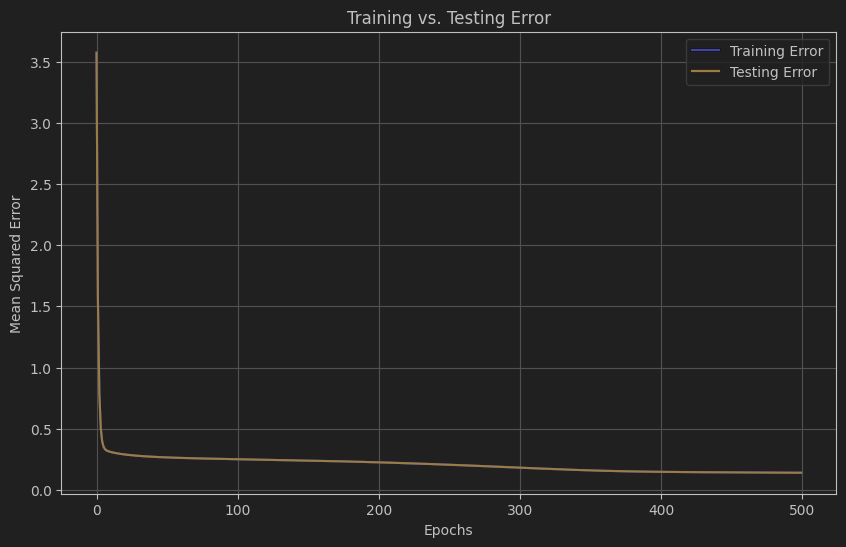 Training vs. Testing Error
Training Error
Testing Error
3.5
3.0
2.5
2.0
1.5
1.0
0.5
0.0
Mean Squared Error
0 100 200 300 400 500
Epochs